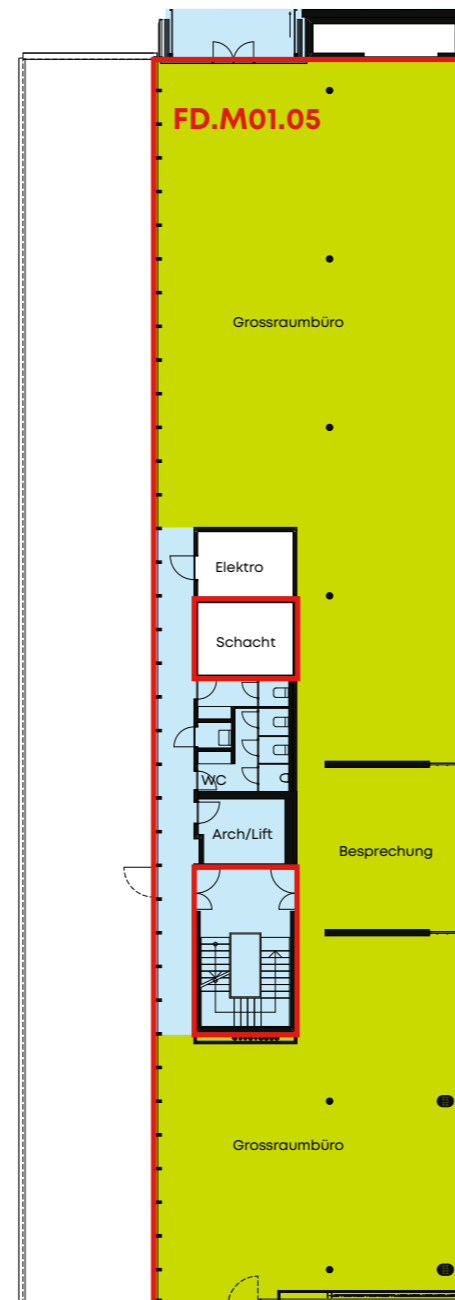 FD.M01.05
Grossraumbüro
Elektro
Schacht
WC
Arch/Lift
Besprechung
Grossraumbüro